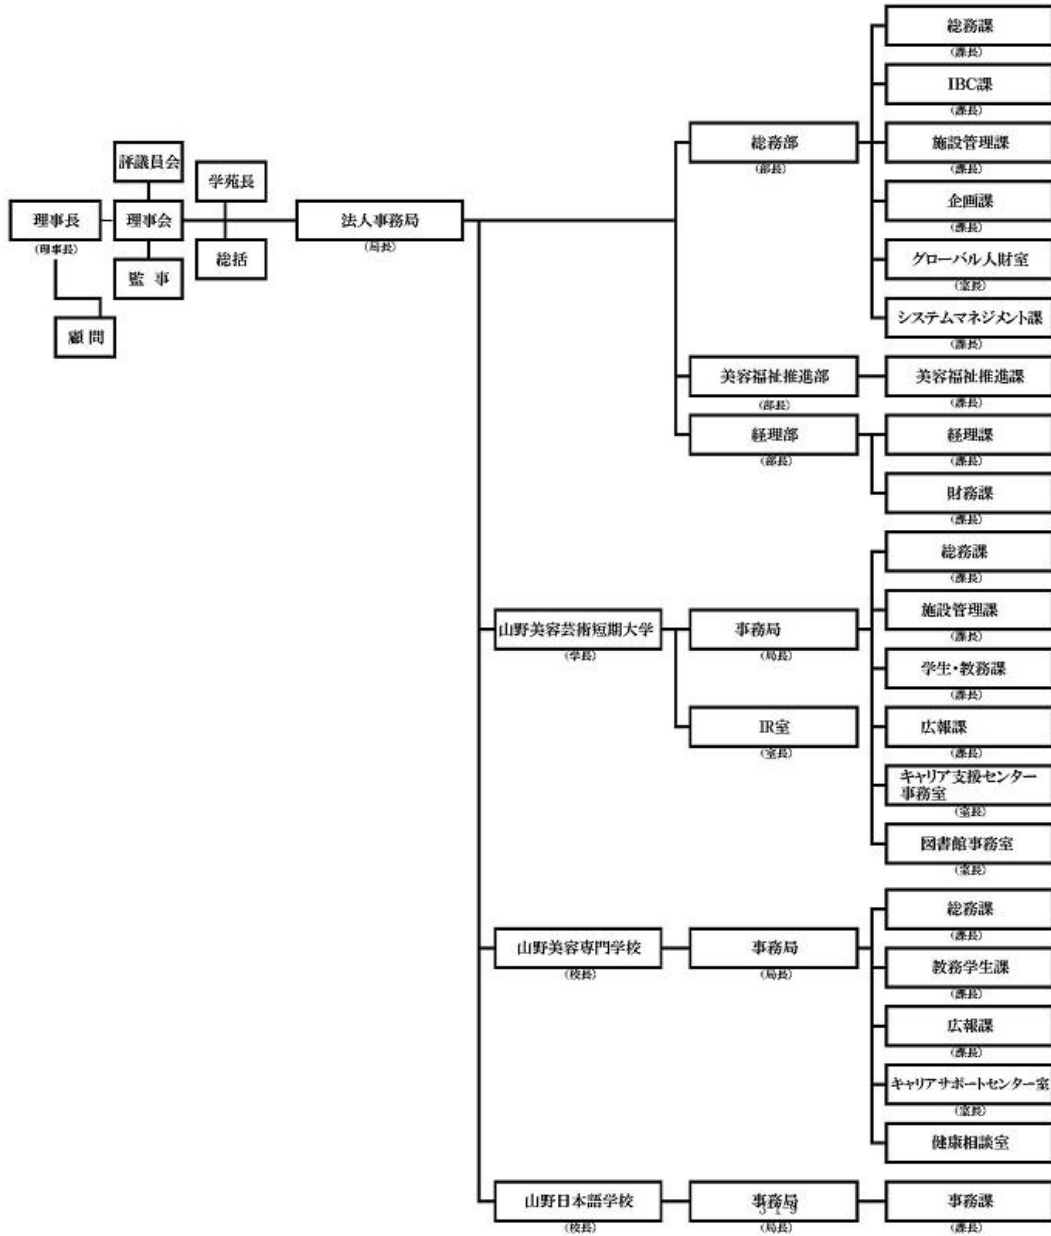 総務課
(課長)
IBC課
(課長)
総務部
(部長)
施設管理課
(課長)
評議員会
学苑長
企画課
(課長)
理事長
(理事長)
理事会
法人事務局
(局長)
総括
監 事
グローバル人財室
(室長)
顧 問
システムマネジメント課
(課長)
美容福祉推進部
(部長)
美容福祉推進課
(課長)
経理部
(部長)
経理課
(課長)
財務課
(課長)
総務課
(課長)
山野美容芸術短期大学
(学長)
事務局
(局長)
施設管理課
(課長)
学生・教務課
(課長)
IR室
(室長)
広報課
(課長)
キャリア支援センター
事務室
(室長)
図書館事務室
(室長)
総務課
(課長)
山野美容専門学校
(校長)
事務局
(局長)
教務学生課
(課長)
広報課
(課長)
キャリアサポートセンター室
(室長)
健康相談室
山野日本語学校
(校長)
事務局
3-1-9
(局長)
事務課
(課長)